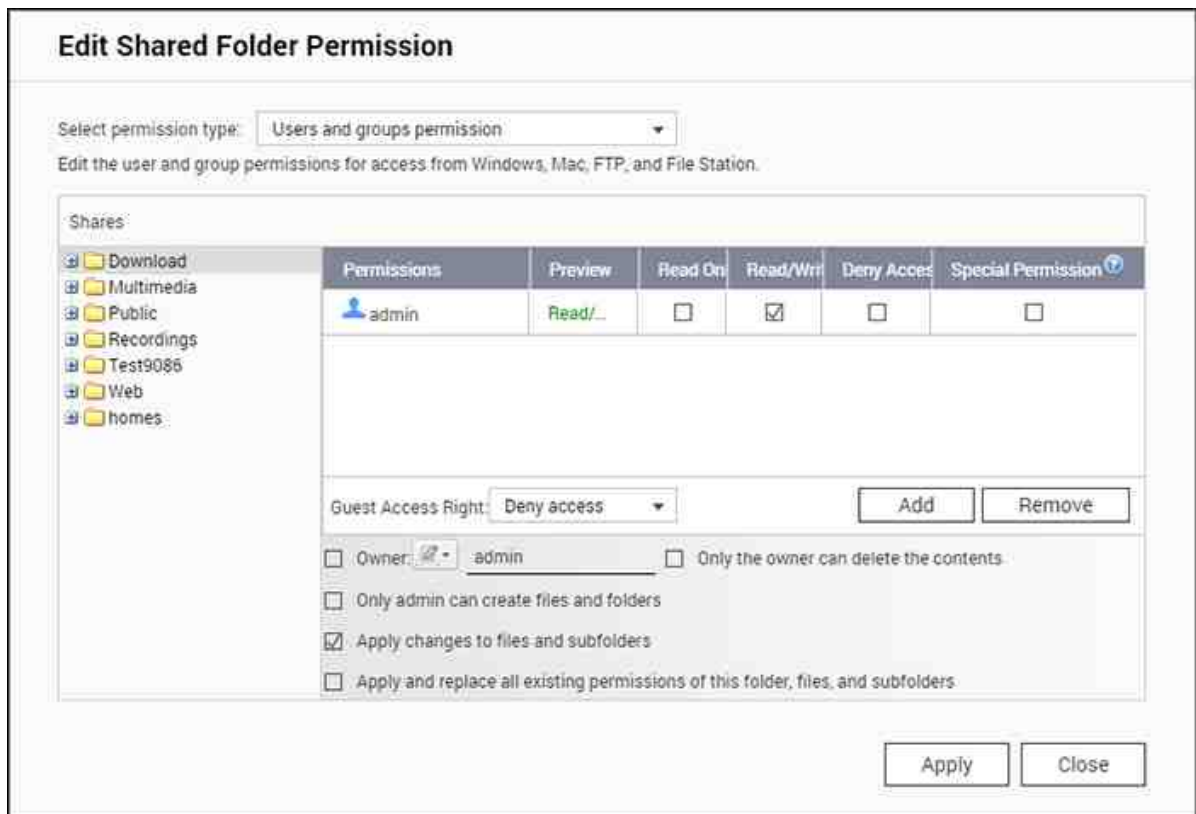 Edit Shared Folder Permission
Select permission type: Users and groups permission
Edit the user and group permissions for access from Windows, Mac, FTP, and File Station.
Shares
Download
Multimedia
Public
Recordings
Test9086
Web
homes
Permissions Preview Read On Read/Writ Deny Acces Special Permission
admin Read/...
Guest Access Right: Deny access Add Remove
Owner: admin Only the owner can delete the contents
Only admin can create files and folders
Apply changes to files and subfolders
Apply and replace all existing permissions of this folder, files, and subfolders
Apply Close